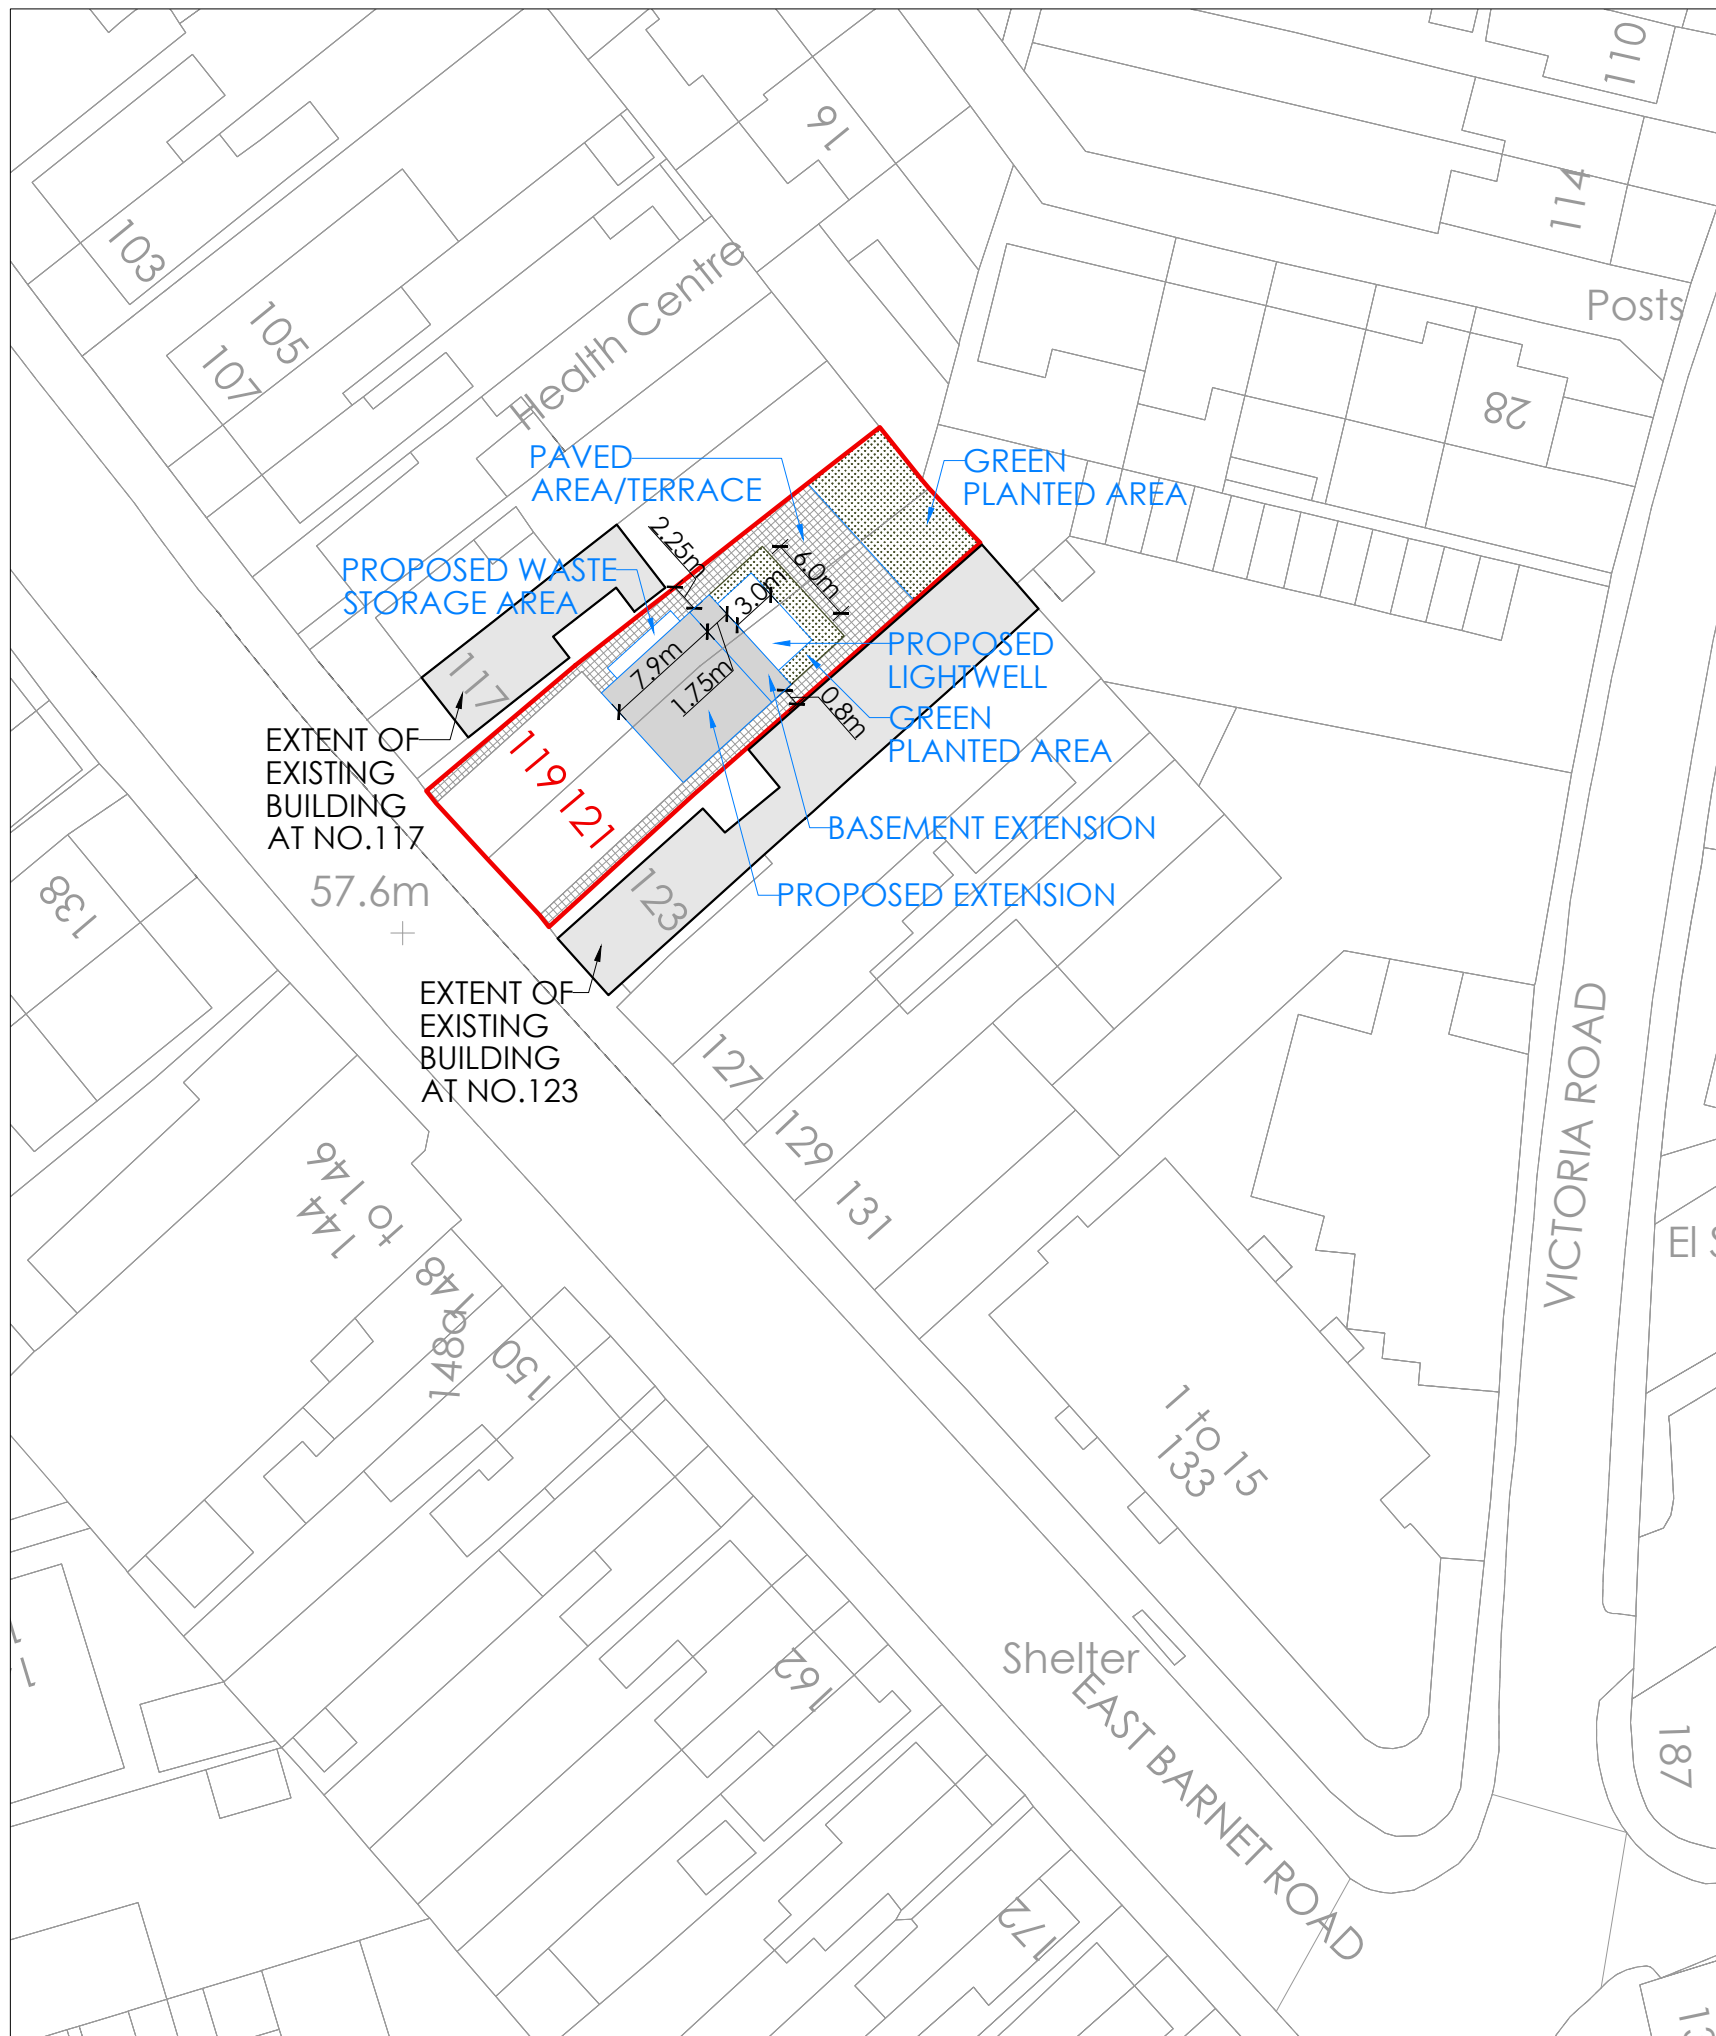 110
16
114
103
Health Centre
Posts
105
107
28
PAVED
AREA/TERRACE
GREEN
PLANTED AREA
2.25m
PROPOSED WASTE
STORAGE AREA
6.0m
3.0m
PROPOSED
LIGHTWELL
7.9m
1.75m
117
0.8m
GREEN
PLANTED AREA
EXTENT OF
EXISTING
BUILDING
AT NO.117
119 121
BASEMENT EXTENSION
PROPOSED EXTENSION
138
57.6m
123
EXTENT OF
EXISTING
BUILDING
AT NO.123
127
129
131
VICTORIA ROAD
144
to 146
148
148a
150
El S
1 to 15
133
162
Shelter
EAST BARNET ROAD
187
172